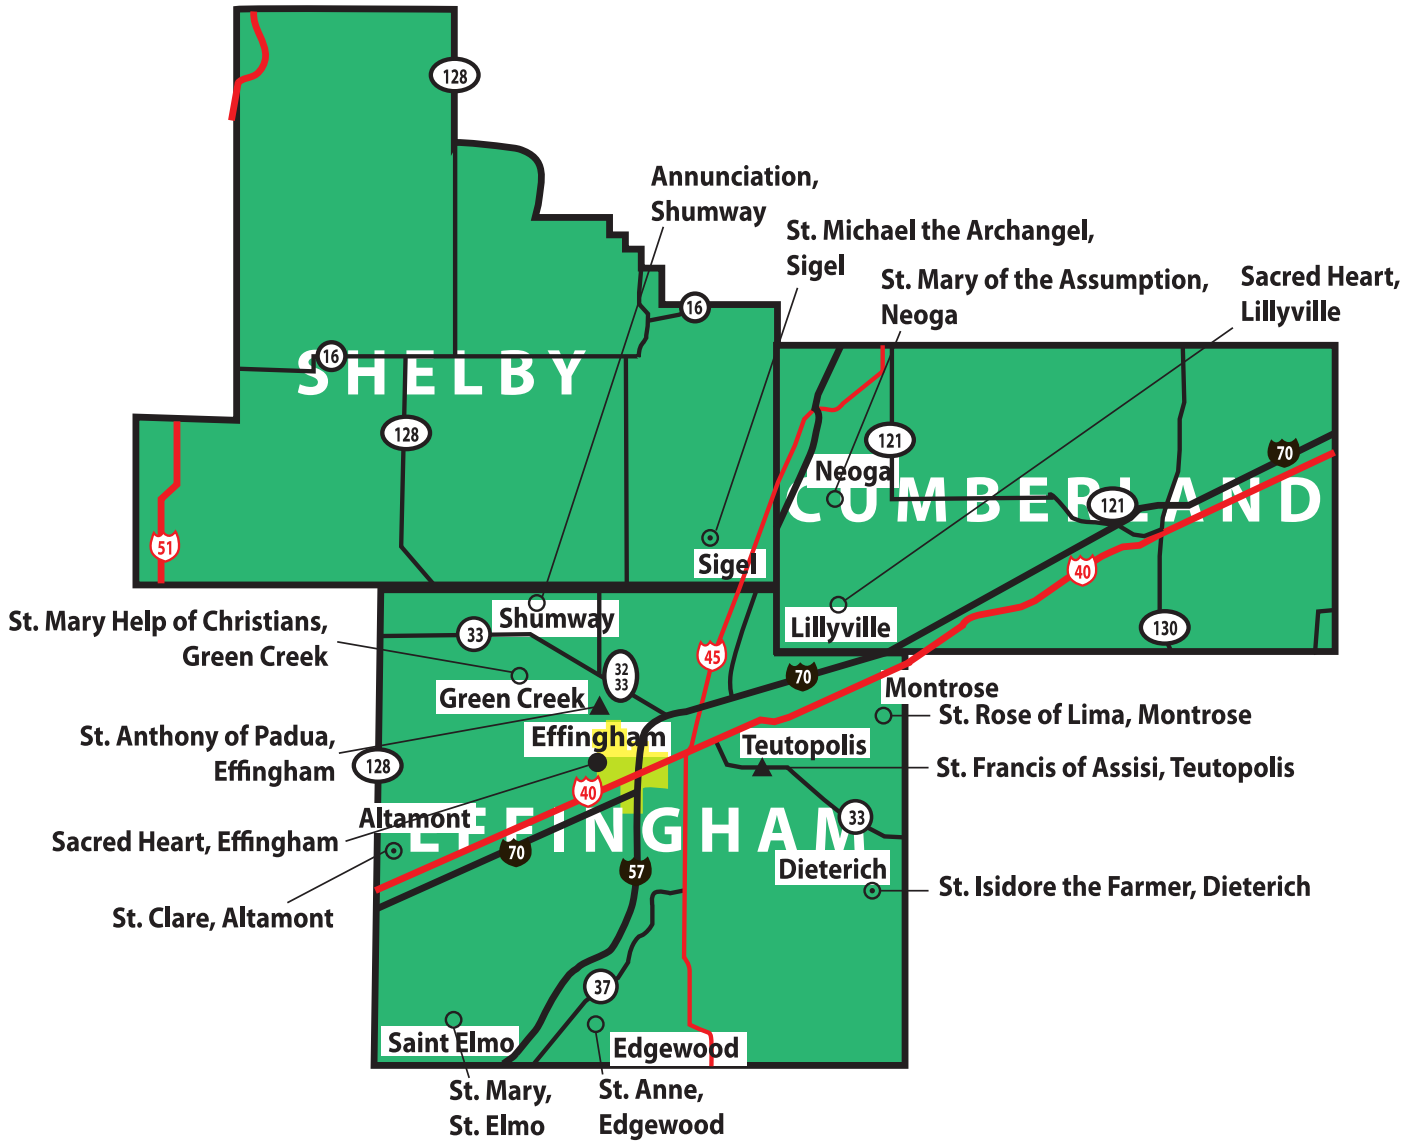 128
Annunciation,
Shumway
St. Michael the Archangel,
Sigel
St. Mary of the Assumption,
Neoga
Sacred Heart,
Lillyville
16
16
SHELBY
128
121
70
Neoga
CUMBERLAND
121
51
Sigel
40
Shumway
Lillyville
St. Mary Help of Christians,
Green Creek
33
130
45
32
33
70
Green Creek
Montrose
St. Rose of Lima, Montrose
St. Anthony of Padua,
Effingham
Effingham
Teutopolis
128
St. Francis of Assisi, Teutopolis
40
Altamont
33
Sacred Heart, Effingham
EFFINGHAM
70
57
Dieterich
St. Isidore the Farmer, Dieterich
St. Clare, Altamont
37
Saint Elmo
Edgewood
St. Mary,
St. Elmo
St. Anne,
Edgewood